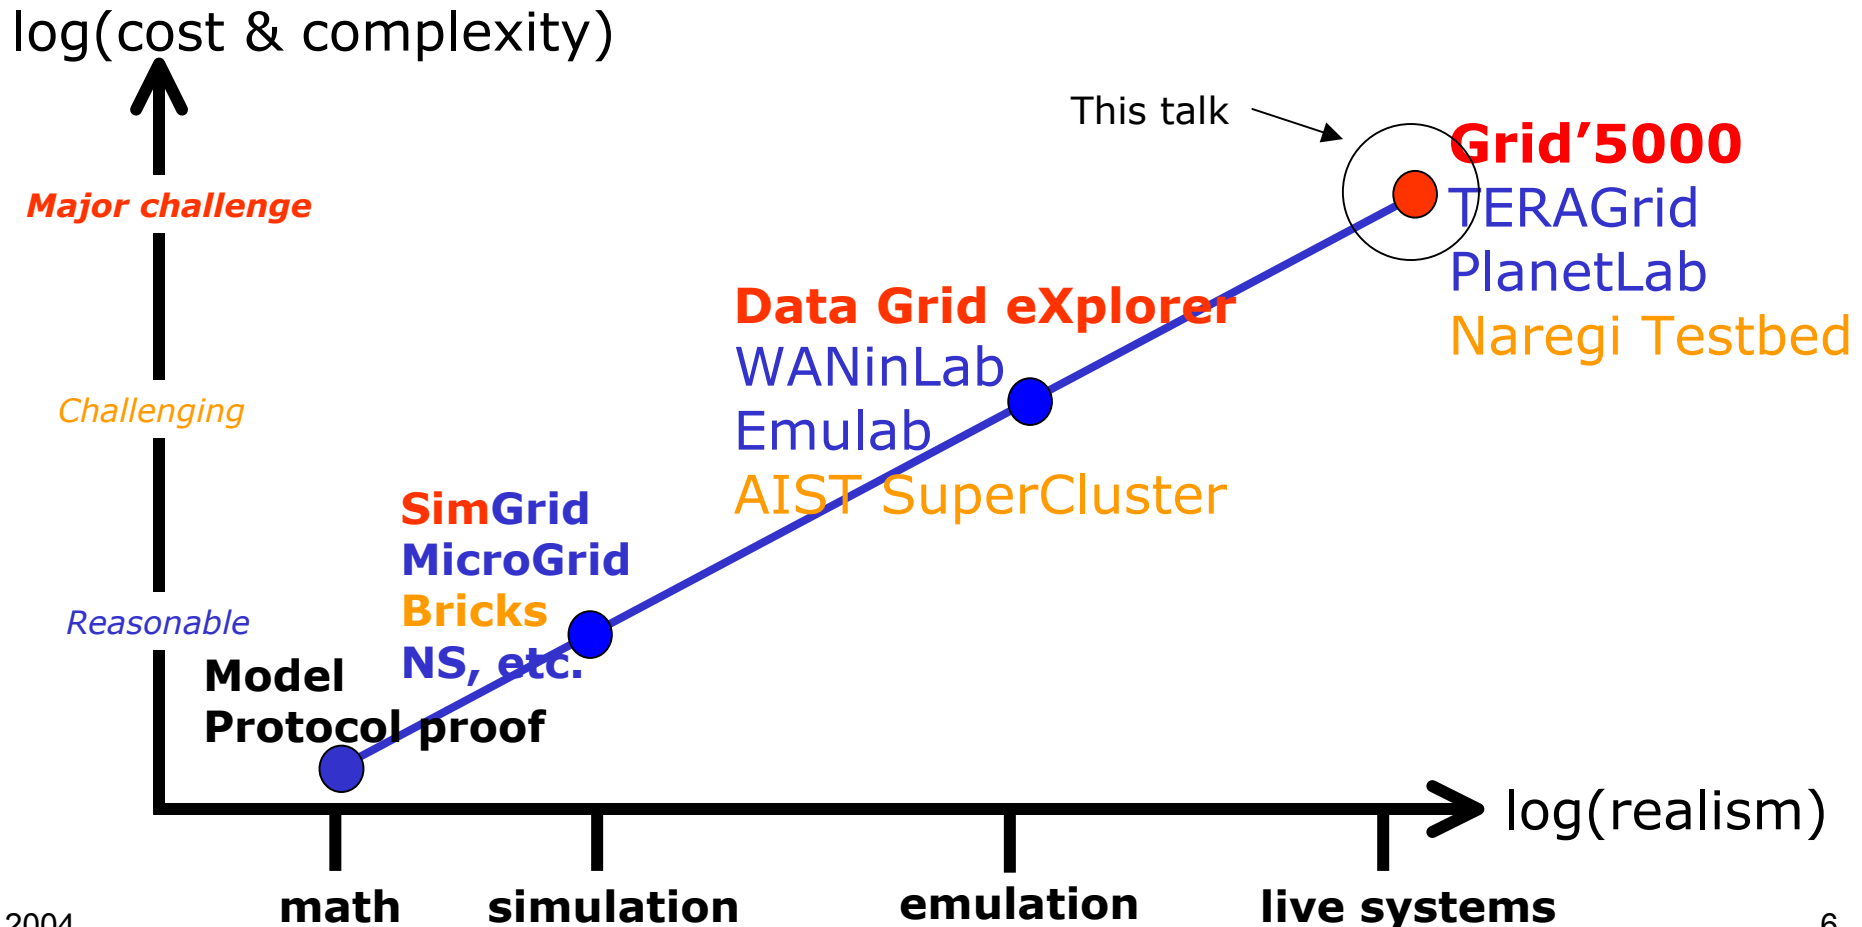 log(cost & complexity)
This talk
Grid'5000
Major challenge
TERAGrid
PlanetLab
Data Grid eXplorer
Naregi Testbed
WANinLab
Challenging
Emulab
AIST SuperCluster
SimGrid
MicroGrid
Bricks
Reasonable
NS, etc.
Model
Protocol proof
log(realism)
math simulation emulation live systems
2004 6